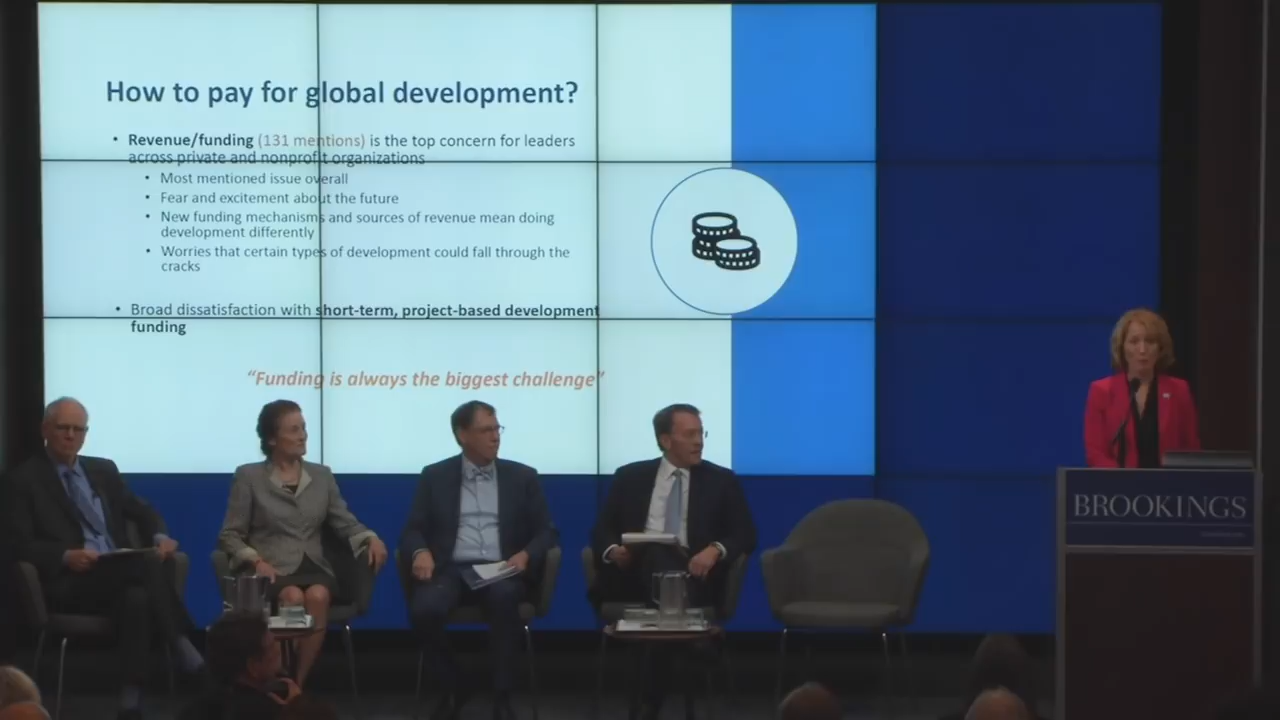 How to pay for global development?
• Revenue/funding (131 mentions) is the top concern for leaders
across private and nonprofit organizations
• Most mentioned issue overall
• Fear and excitement about the future
• New funding mechanisms and sources of revenue mean doing
development differently
• Worries that certain types of development could fall through the
cracks
• Broad dissatisfaction with short-term, project-based development
funding
“Funding is always the biggest challenge”
BROOKINGS